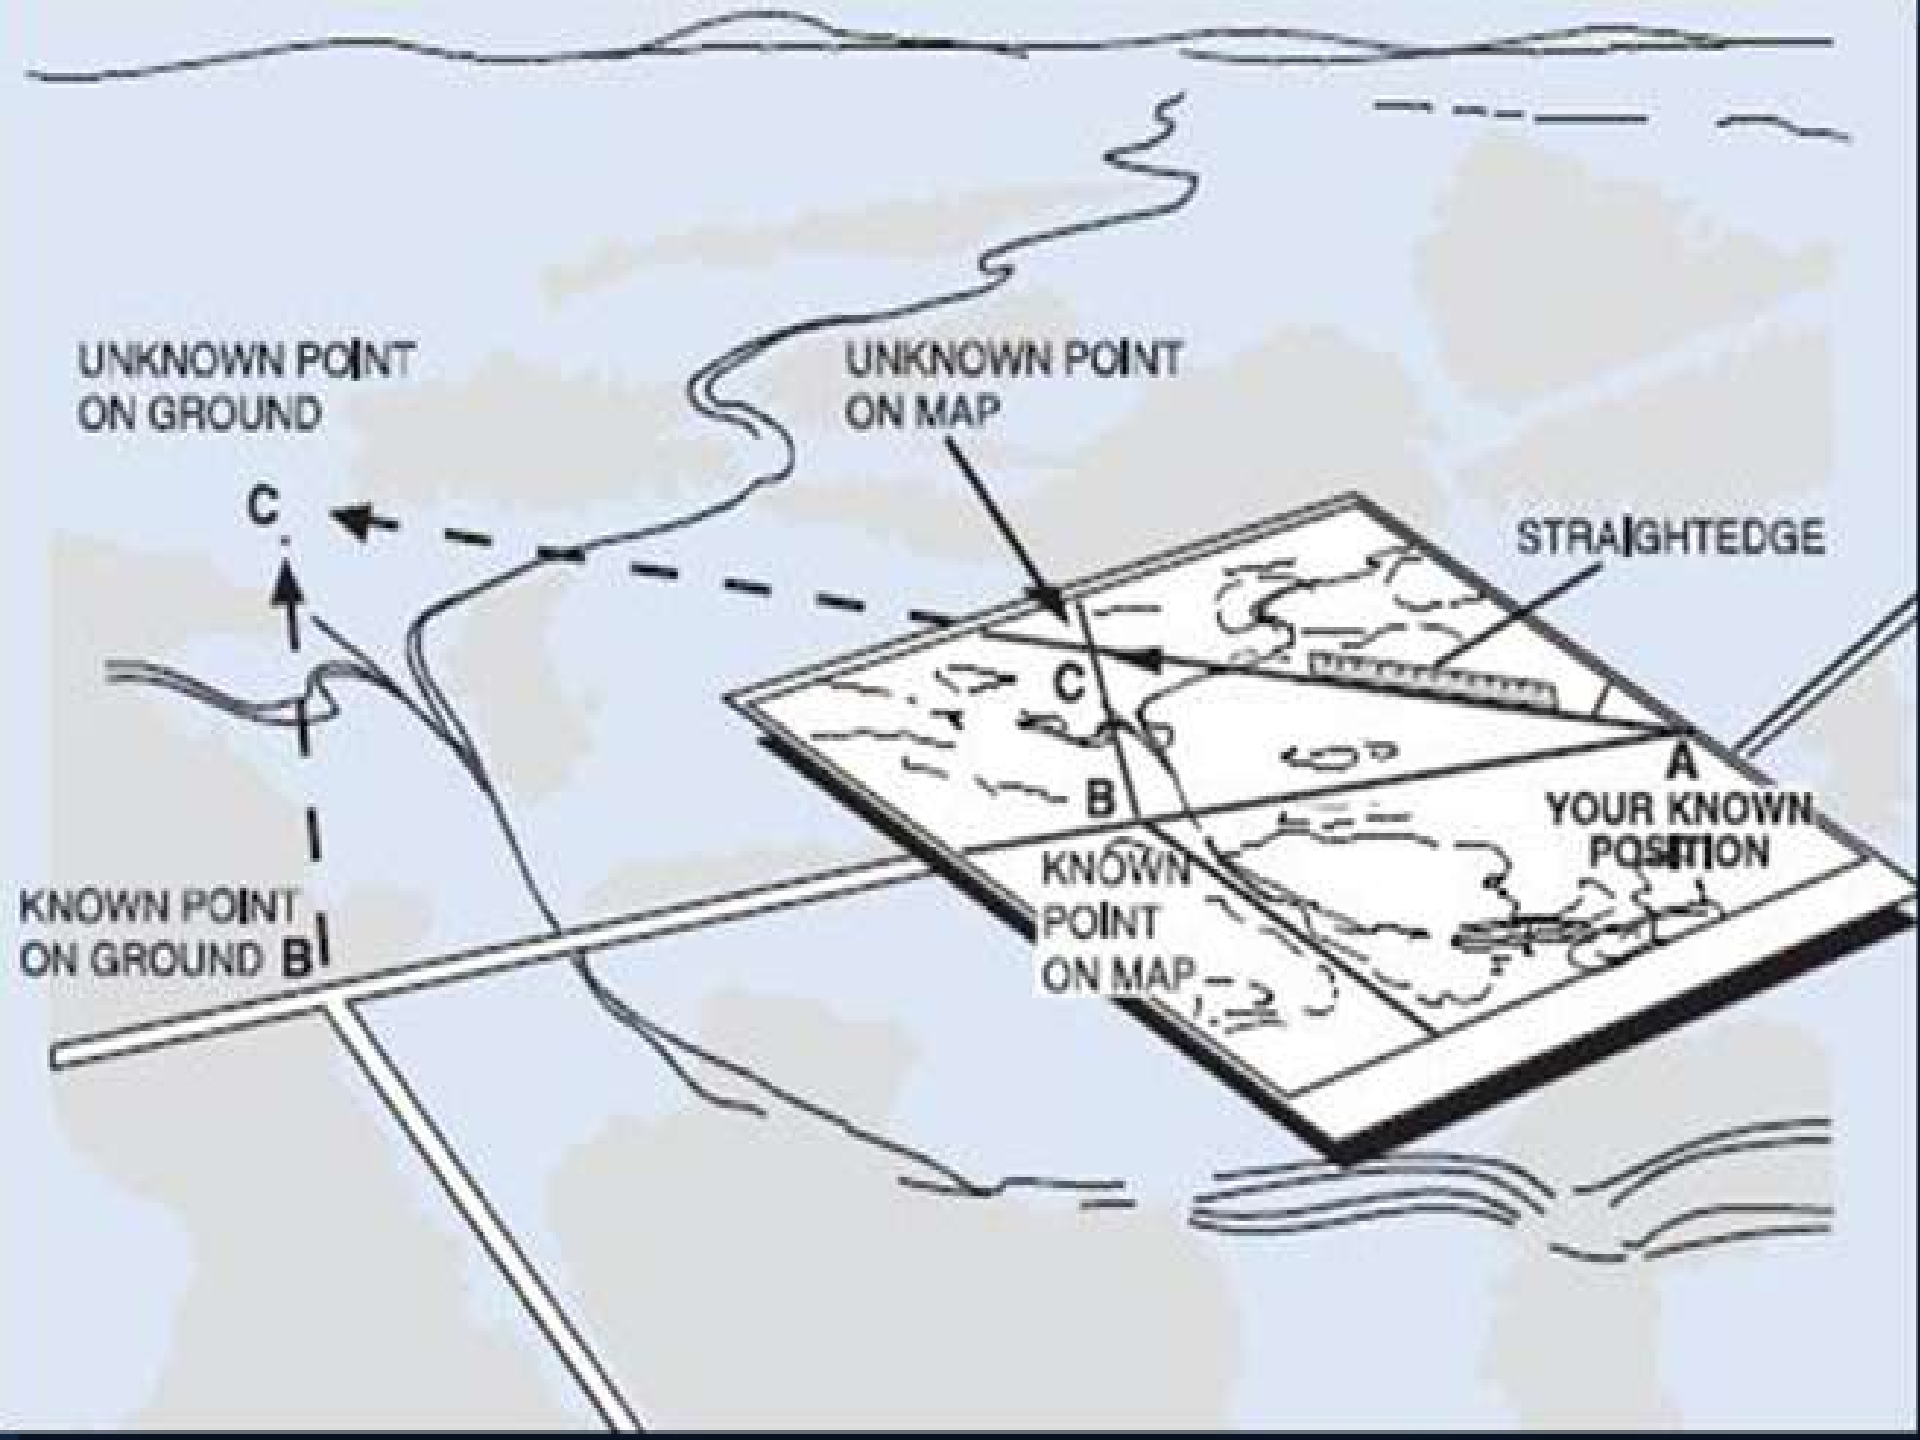 UNKNOWN POINT
ON GROUND
C
UNKNOWN POINT
ON MAP
STRAIGHTEDGE
C
B
A
YOUR KNOWN
POSITION
KNOWN
POINT
ON MAP
KNOWN POINT
ON GROUND B